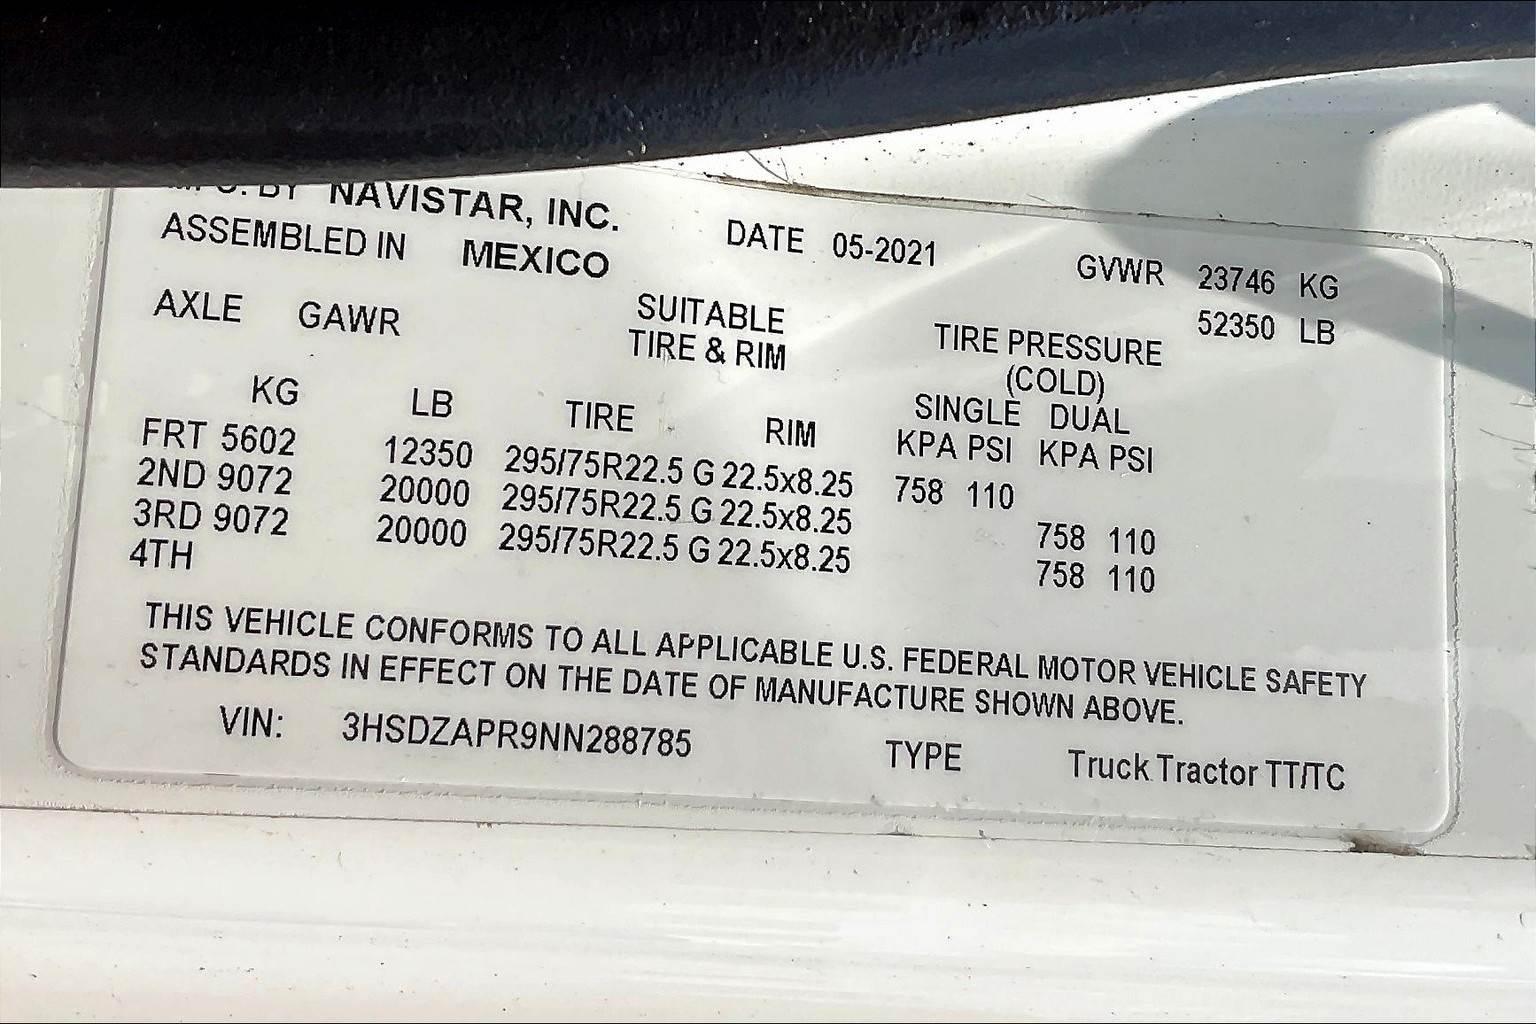 MFG. BY NAVISTAR, INC.
ASSEMBLED IN MEXICO
DATE 05-2021
GVWR 23746 KG
52350 LB
AXLE GAWR
SUITABLE
TIRE & RIM
TIRE PRESSURE
(COLD)
SINGLE DUAL
KG LB TIRE RIM KPA PSI KPA PSI
FRT 5602 12350 295/75R22.5 G 22.5x8.25 758 110
2ND 9072 20000 295/75R22.5 G 22.5x8.25 758 110
3RD 9072 20000 295/75R22.5 G 22.5x8.25 758 110
4TH
THIS VEHICLE CONFORMS TO ALL APPLICABLE U.S. FEDERAL MOTOR VEHICLE SAFETY
STANDARDS IN EFFECT ON THE DATE OF MANUFACTURE SHOWN ABOVE.
VIN: 3HSDZAPR9NN288785 TYPE Truck Tractor TT/TC